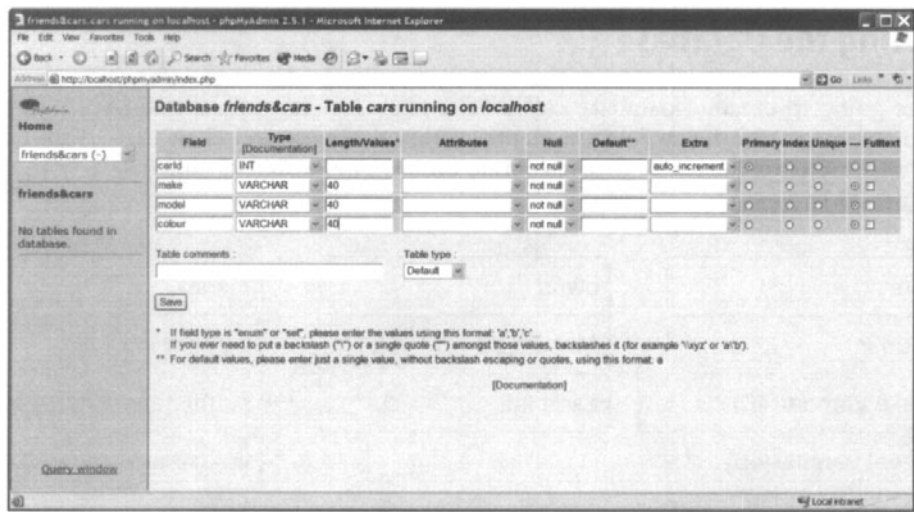 friends&cars.cars running on localhost - phpMyAdmin 2.5.1 - Microsoft Internet Explorer
File Edit View Favorites Tools Help
Back Search Favorites Media
Address http://localhost/phpmyadmin/index.php Go Links
Home
friends&cars (-)
friends&cars
No tables found in
database.
Query window
Database friends&cars - Table cars running on localhost
Field Type [Documentation] Length/Values* Attributes Null Default** Extra Primary Index Unique --- Fulltext
carId INT not null auto_increment
make VARCHAR 40 not null
model VARCHAR 40 not null
colour VARCHAR 40 not null
Table comments : Table type :
Default
Save
* If field type is "enum" or "set", please enter the values using this format: 'a','b','c'...
If you ever need to put a backslash ("\") or a single quote ("'") amongst those values, backslashes it (for example '\\xyz' or 'a\'b').
** For default values, please enter just a single value, without backslash escaping or quotes, using this format: a
[Documentation]
Local intranet